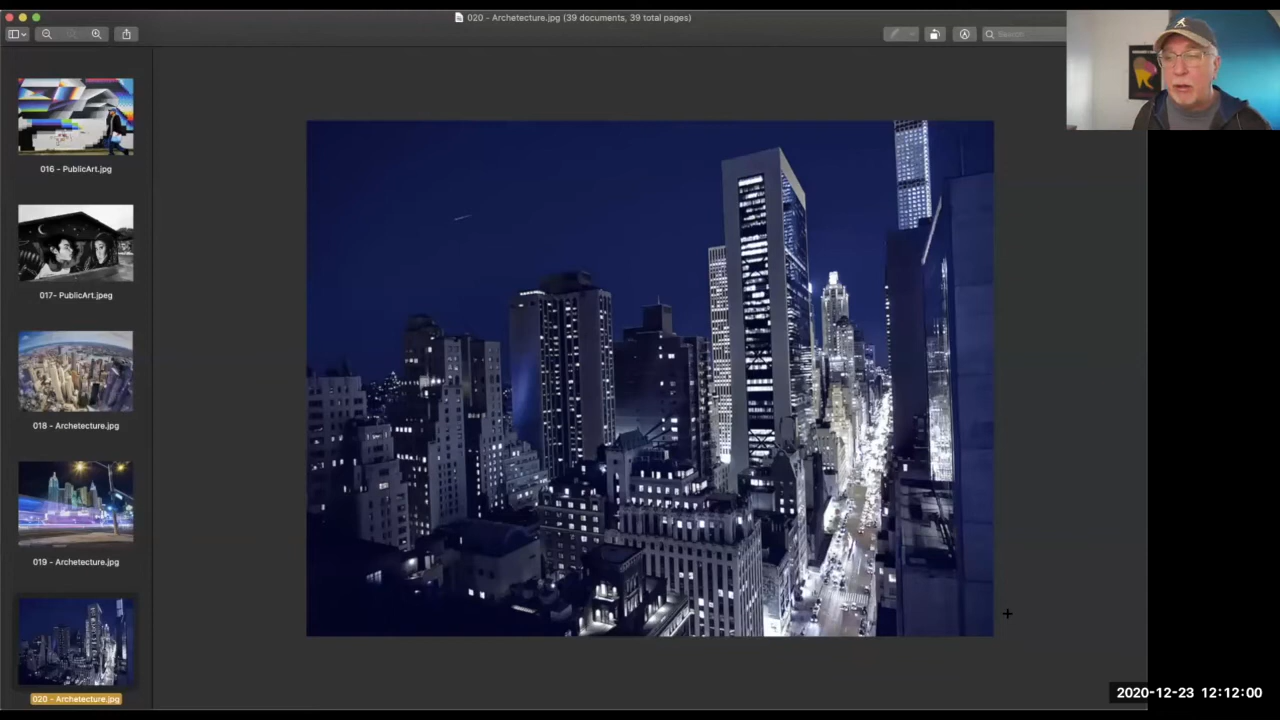 020 - Archetecture.jpg (39 documents, 39 total pages)
Search
016 - PublicArt.jpg
017- PublicArt.jpeg
018 - Archetecture.jpg
019 - Archetecture.jpg
020 - Archetecture.jpg
2020-12-23 12:12:00